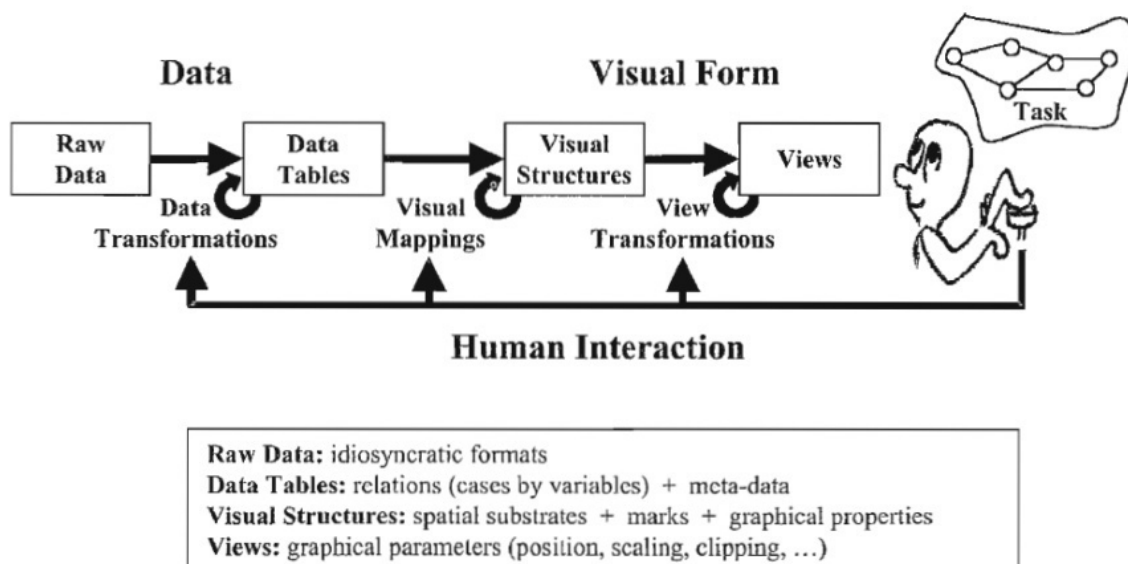 Data
Visual Form
Task
Raw
Data
Data
Tables
Visual
Structures
Views
Data
Transformations
Visual
Mappings
View
Transformations
Human Interaction
Raw Data: idiosyncratic formats
Data Tables: relations (cases by variables) + meta-data
Visual Structures: spatial substrates + marks + graphical properties
Views: graphical parameters (position, scaling, clipping, ...)